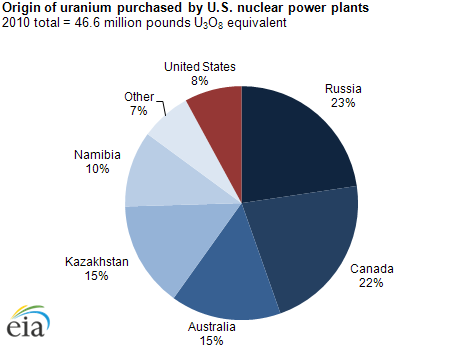 Origin of uranium purchased by U.S. nuclear power plants
2010 total = 46.6 million pounds U₃O₈ equivalent
United States
8%
Russia
23%
Other
7%
Namibia
10%
Kazakhstan
15%
Canada
22%
Australia
15%
eia